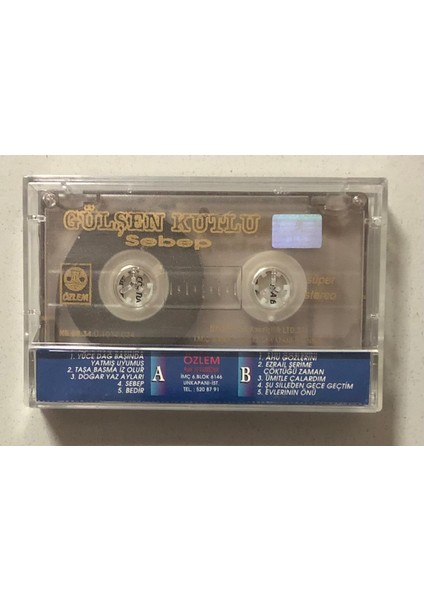 GÜLŞEN KUTLU
Sebep
ÖZLEM
Süper
stereo
1. YÜCE DAĞ BAŞINDA
YATMIŞ UYUMUŞ
2. TAŞA BASMA İZ OLUR
3. DOĞAR YAZ AYLARI
4. SEBEP
5. BEDİR
A
ÖZLEM
İMÇ 6.BLOK 6146
UNKAPANI-İST.
TEL : 520 87 91
B
1. AHU GÖZLERİNİ
2. EZRAİL SERİME
ÇÖKTÜĞÜ ZAMAN
3. ÜMİTLE ÇALARDIM
4. ŞU SİLLEDEN GECE GEÇTİM
5. EVLERİNİN ÖNÜ